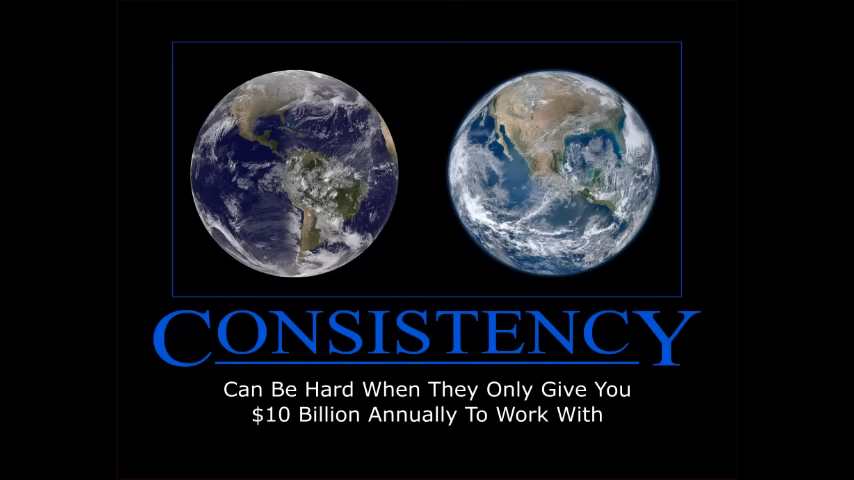 CONSISTENCY
Can Be Hard When They Only Give You
$10 Billion Annually To Work With